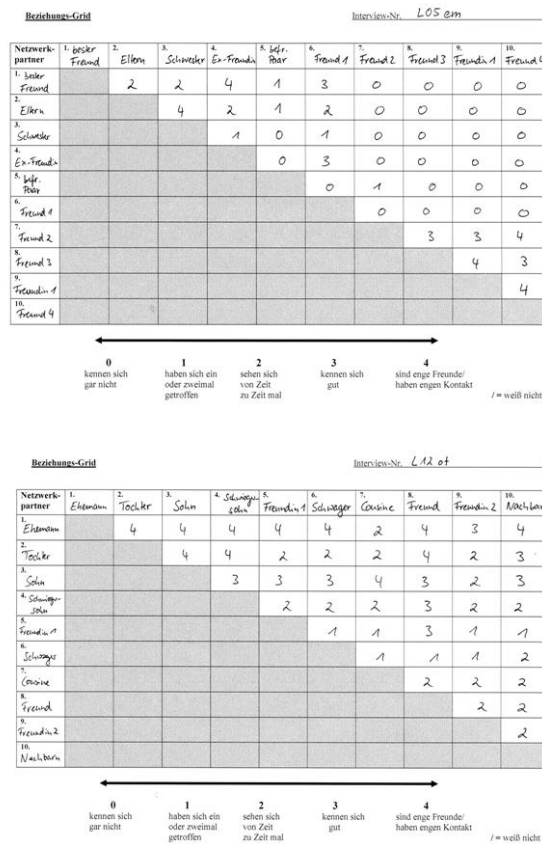 Beziehungs-Grid Interview-Nr. L05 em
Netzwerk-partner 1. bester Freund 2. Eltern 3. Schwester 4. Ex-Freundin 5. befr. Paar 6. Freund 1 7. Freund 2 8. Freund 3 9. Freundin 1 10. Freund 4
1. bester Freund 2 2 4 1 3 0 0 0 0
2. Eltern 4 2 1 2 0 0 0 0
3. Schwester 1 0 1 0 0 0 0
4. Ex-Freundin 0 3 0 0 0 0
5. befr. Paar 0 1 0 0 0
6. Freund 1 0 0 0 0
7. Freund 2 3 3 4
8. Freund 3 4 3
9. Freundin 1 4
10. Freund 4
0 1 2 3 4
kennen sich haben sich ein sehen sich kennen sich sind enge Freunde/
gar nicht oder zweimal von Zeit gut haben engen Kontakt
getroffen zu Zeit mal / = weiß nicht
Beziehungs-Grid Interview-Nr. L12 of
Netzwerk-partner 1. Ehemann 2. Tochter 3. Sohn 4. Schwiegersohn 5. Freundin 1 6. Schwager 7. Cousine 8. Freund 9. Freundin 2 10. Nachbarn
1. Ehemann 4 4 4 4 4 2 4 3 4
2. Tochter 4 4 2 2 2 4 2 3
3. Sohn 3 3 3 4 3 2 3
4. Schwiegersohn 2 2 2 3 2 2
5. Freundin 1 1 1 3 1 1
6. Schwager 1 1 1 2
7. Cousine 2 2 2
8. Freund 2 2
9. Freundin 2 2
10. Nachbarn
0 1 2 3 4
kennen sich haben sich ein sehen sich kennen sich sind enge Freunde/
gar nicht oder zweimal von Zeit gut haben engen Kontakt
getroffen zu Zeit mal / = weiß nicht